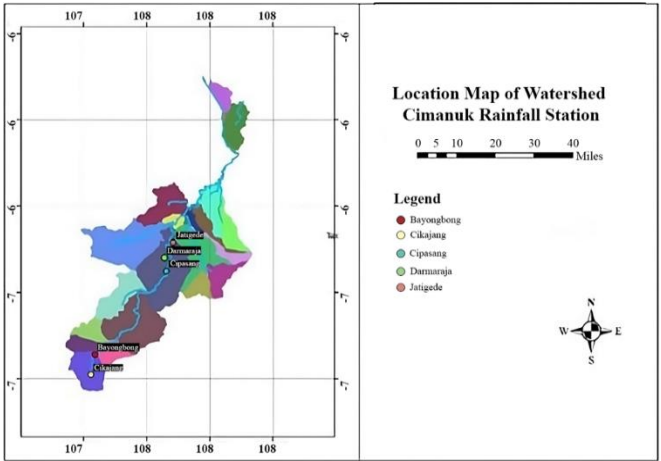 107 108 108 108
-6
-6
-6
-7
-7
-6
-6
-6
-7
-7
Jatigede
Darmaraja
Cipasang
Bayongbong
Cikajang
107 108 108 108
Location Map of Watershed
Cimanuk Rainfall Station
0 5 10 20 30 40
Miles
Legend
Bayongbong
Cikajang
Cipasang
Darmaraja
Jatigede
N
W E
S